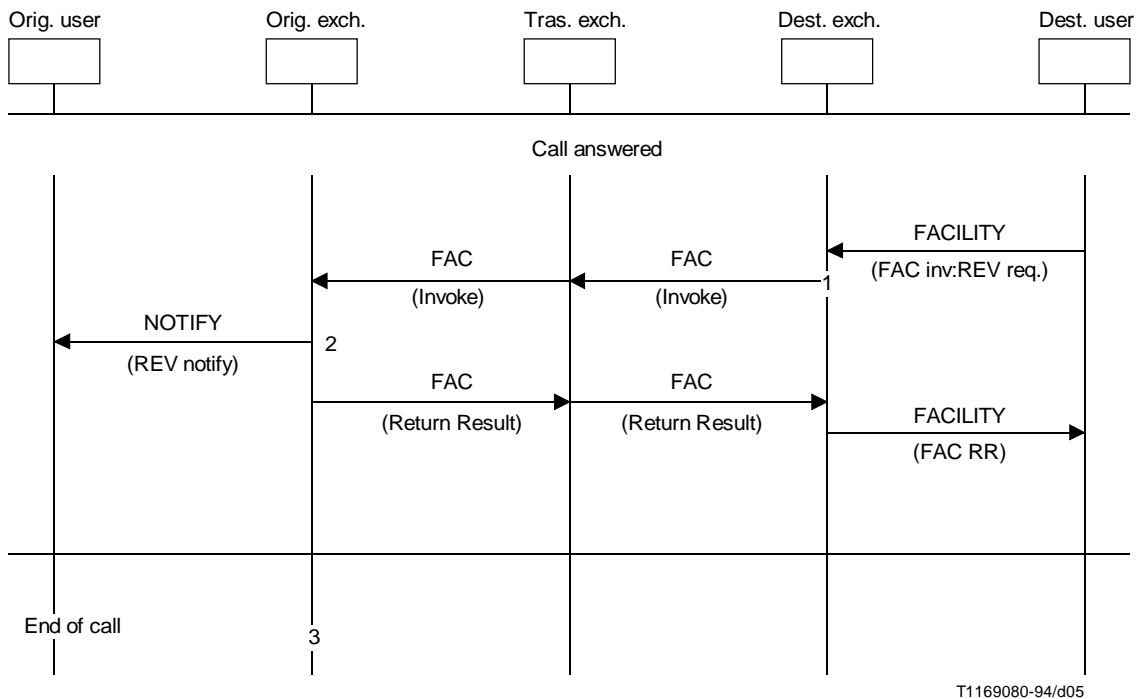 Orig. user
Orig. exch.
Tras. exch.
Dest. exch.
Dest. user
Call answered
FACILITY
(FAC inv:REV req.)
FAC
(Invoke)
FAC
(Invoke)
1
NOTIFY
(REV notify)
2
FAC
(Return Result)
FAC
(Return Result)
FACILITY
(FAC RR)
End of call
3
T1169080-94/d05